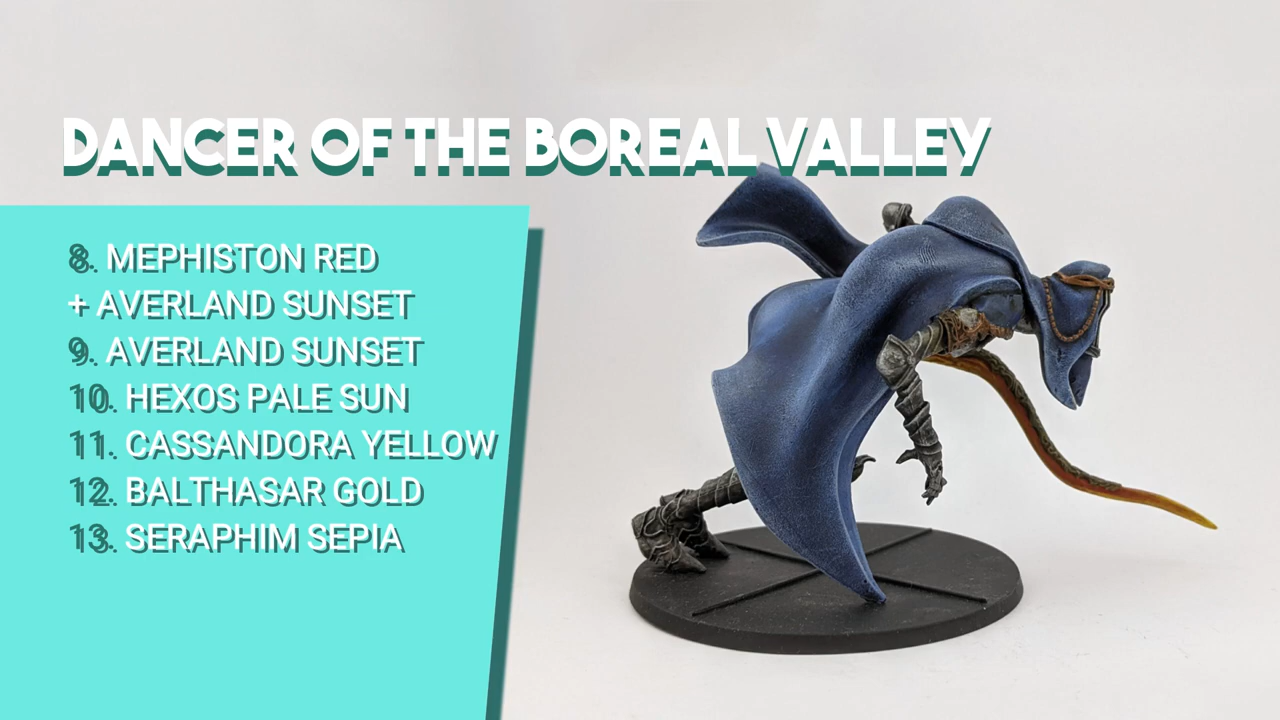 DANCER OF THE BOREAL VALLEY
8. MEPHISTON RED
+ AVERLAND SUNSET
9. AVERLAND SUNSET
10. HEXOS PALE SUN
11. CASSANDORA YELLOW
12. BALTHASAR GOLD
13. SERAPHIM SEPIA